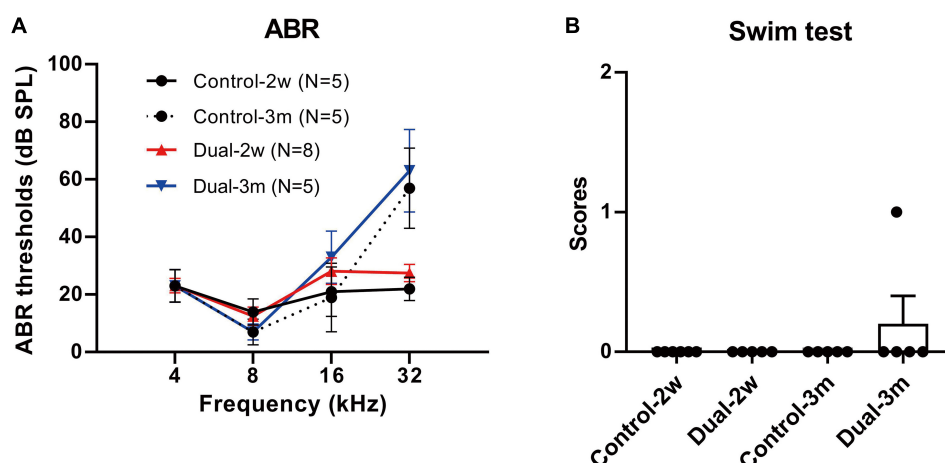 A
ABR
ABR thresholds (dB SPL)
100
80
60
40
20
0
Control-2w (N=5)
Control-3m (N=5)
Dual-2w (N=8)
Dual-3m (N=5)
4 8 16 32
Frequency (kHz)
B
Swim test
Scores
2
1
0
Control-2w
Dual-2w
Control-3m
Dual-3m